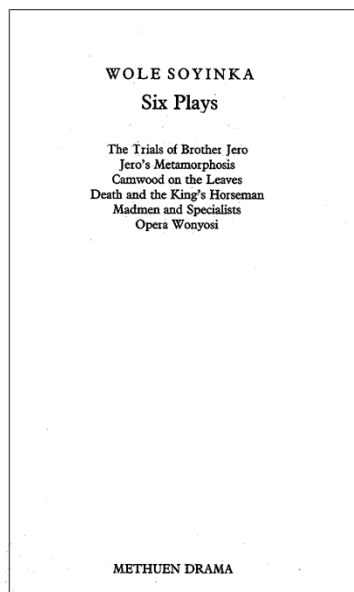 WOLE SOYINKA
Six Plays
The Trials of Brother Jero
Jero's Metamorphosis
Camwood on the Leaves
Death and the King's Horseman
Madmen and Specialists
Opera Wonyosi
METHUEN DRAMA